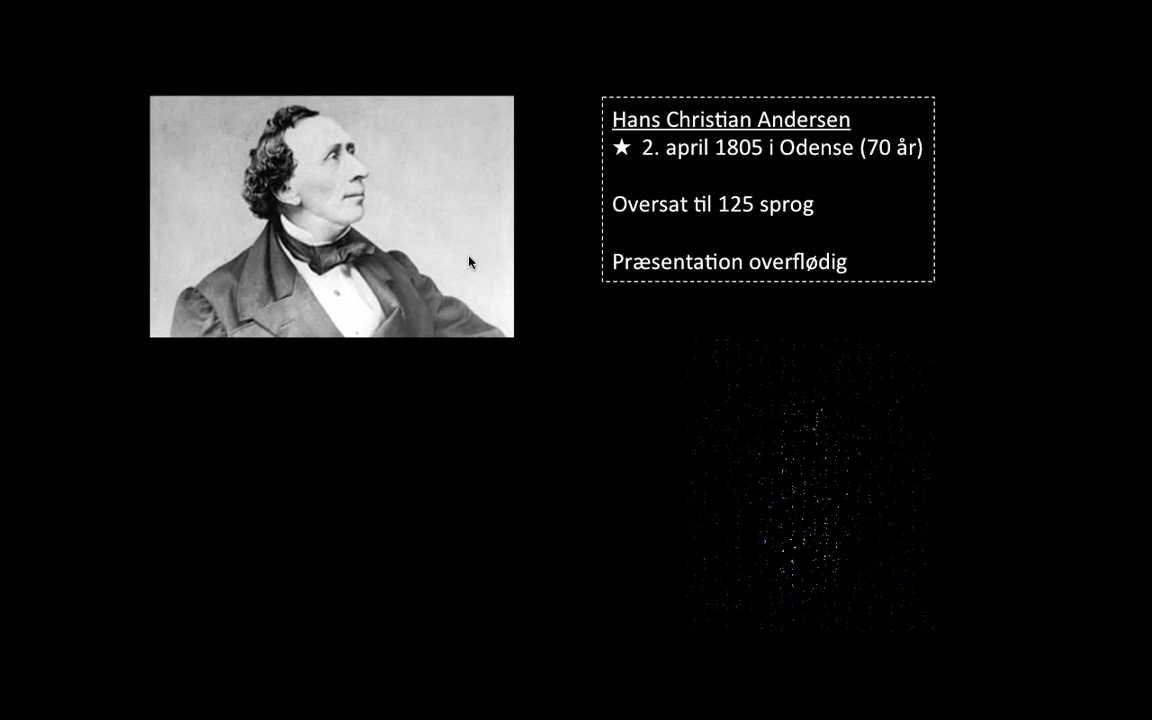 Hans Christian Andersen
★ 2. april 1805 i Odense (70 år)
Oversat til 125 sprog
Præsentation overflødig